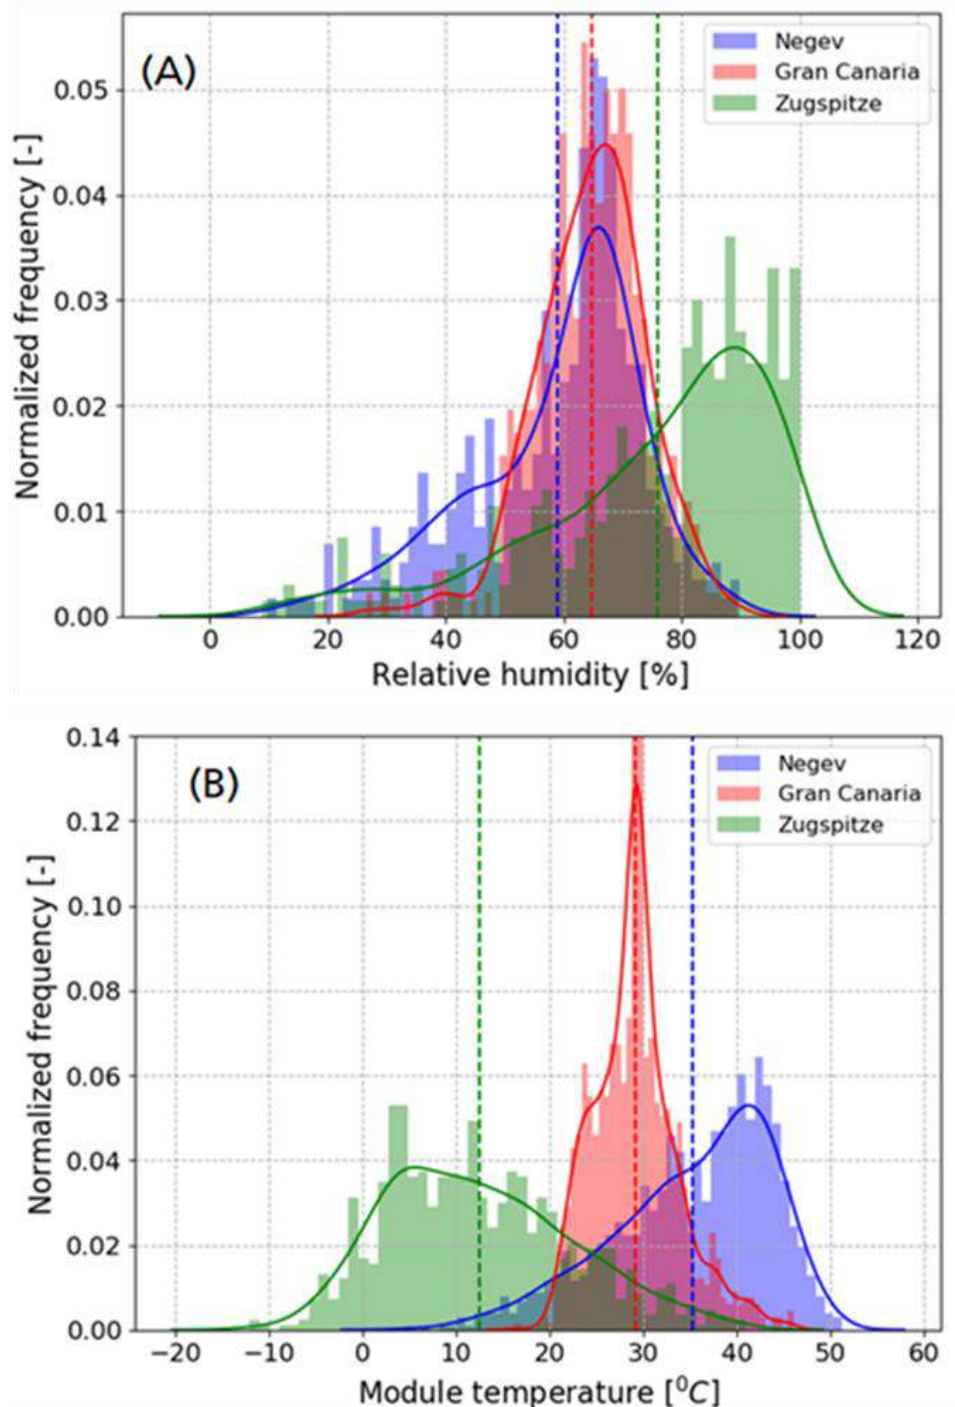 (A)
Negev
Gran Canaria
Zugspitze
Normalized frequency [-]
0.05
0.04
0.03
0.02
0.01
0.00
0 20 40 60 80 100 120
Relative humidity [%]
(B)
Negev
Gran Canaria
Zugspitze
Normalized frequency [-]
0.14
0.12
0.10
0.08
0.06
0.04
0.02
0.00
−20 −10 0 10 20 30 40 50 60
Module temperature [⁰C]